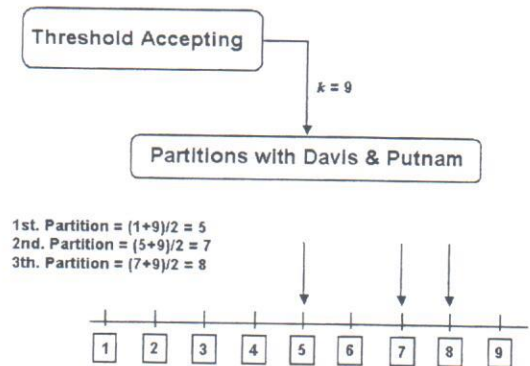 Threshold Accepting
k = 9
Partitions with Davis & Putnam
1st. Partition = (1+9)/2 = 5
2nd. Partition = (5+9)/2 = 7
3th. Partition = (7+9)/2 = 8
1 2 3 4 5 6 7 8 9